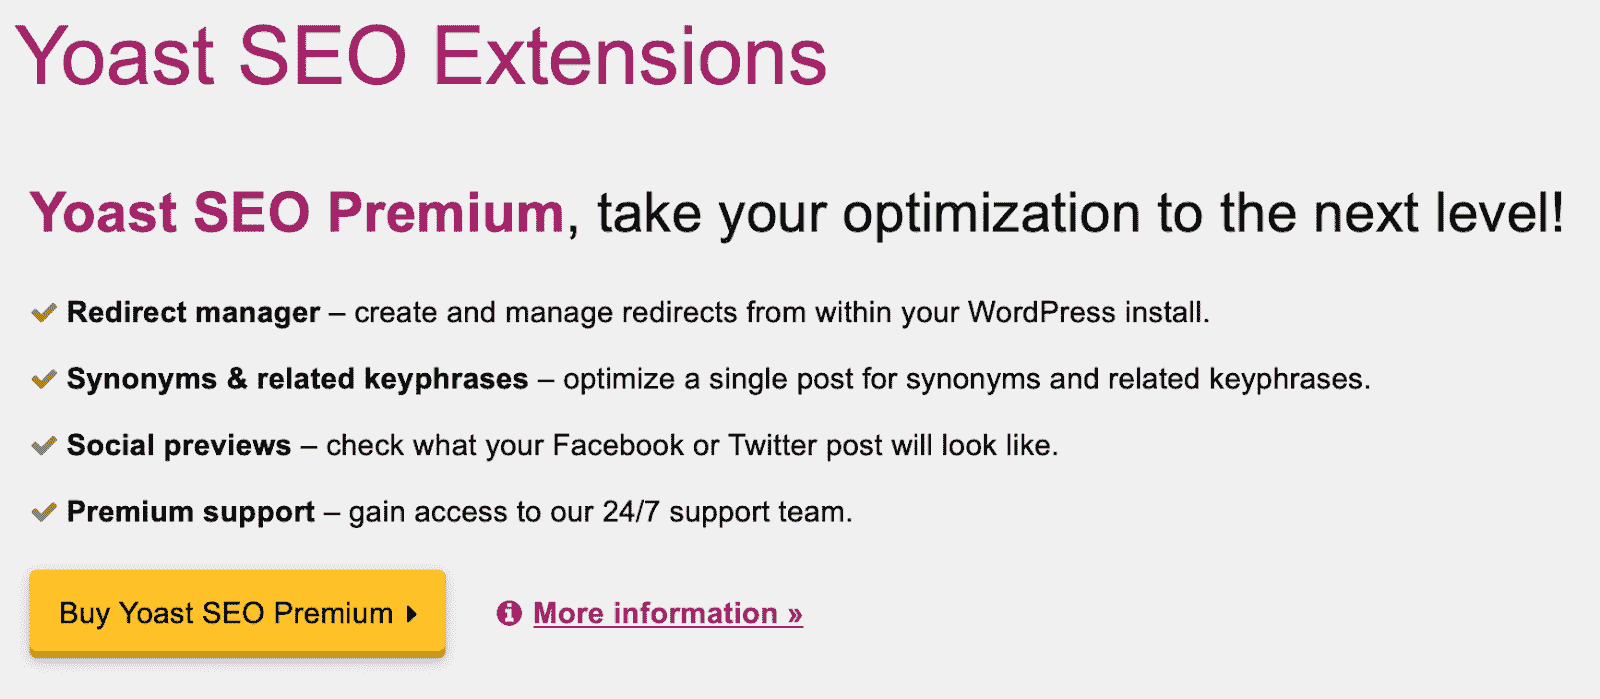 Yoast SEO Extensions
Yoast SEO Premium, take your optimization to the next level!
Redirect manager – create and manage redirects from within your WordPress install.
Synonyms & related keyphrases – optimize a single post for synonyms and related keyphrases.
Social previews – check what your Facebook or Twitter post will look like.
Premium support – gain access to our 24/7 support team.
Buy Yoast SEO Premium
More information »